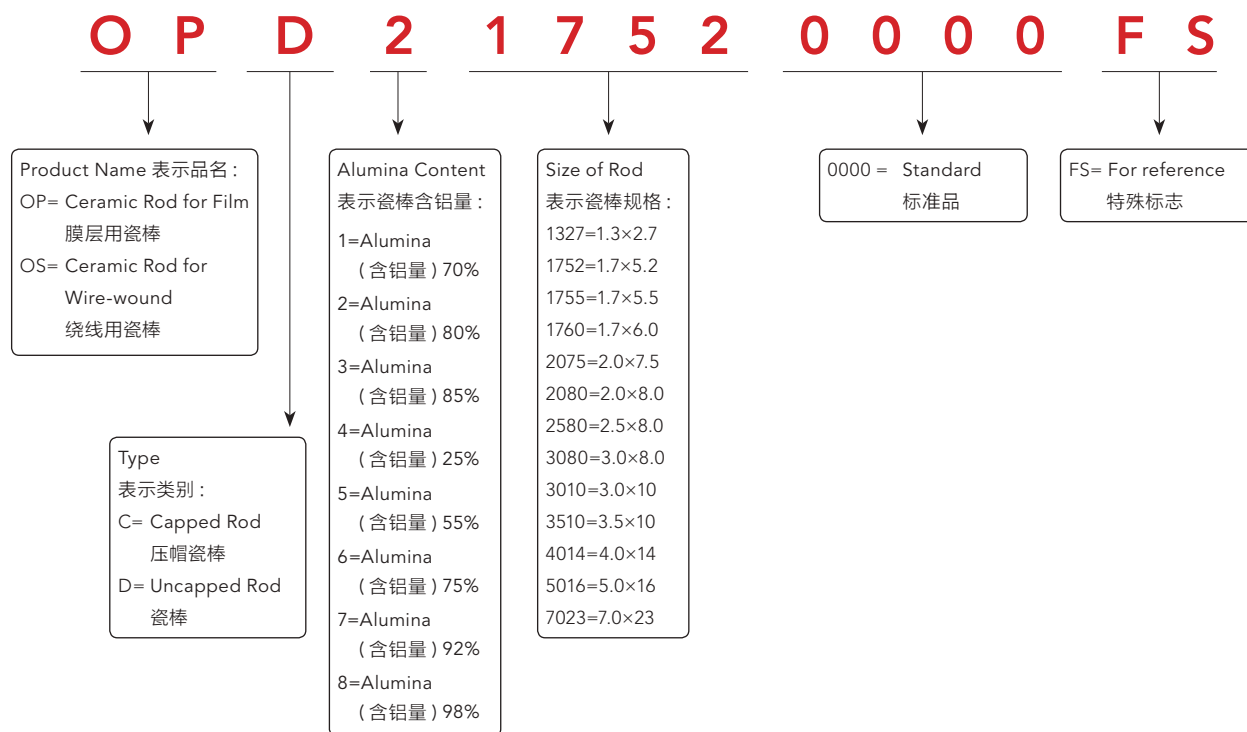 O P D 2 1 7 5 2 0 0 0 0 F S
Product Name 表示品名 :
OP= Ceramic Rod for Film
膜层用瓷棒
OS= Ceramic Rod for
Wire-wound
绕线用瓷棒
Type
表示类别 :
C= Capped Rod
压帽瓷棒
D= Uncapped Rod
瓷棒
Alumina Content
表示瓷棒含铝量 :
1=Alumina
( 含铝量 ) 70%
2=Alumina
( 含铝量 ) 80%
3=Alumina
( 含铝量 ) 85%
4=Alumina
( 含铝量 ) 25%
5=Alumina
( 含铝量 ) 55%
6=Alumina
( 含铝量 ) 75%
7=Alumina
( 含铝量 ) 92%
8=Alumina
( 含铝量 ) 98%
Size of Rod
表示瓷棒规格 :
1327=1.3×2.7
1752=1.7×5.2
1755=1.7×5.5
1760=1.7×6.0
2075=2.0×7.5
2080=2.0×8.0
2580=2.5×8.0
3080=3.0×8.0
3010=3.0×10
3510=3.5×10
4014=4.0×14
5016=5.0×16
7023=7.0×23
0000 = Standard
标准品
FS= For reference
特殊标志